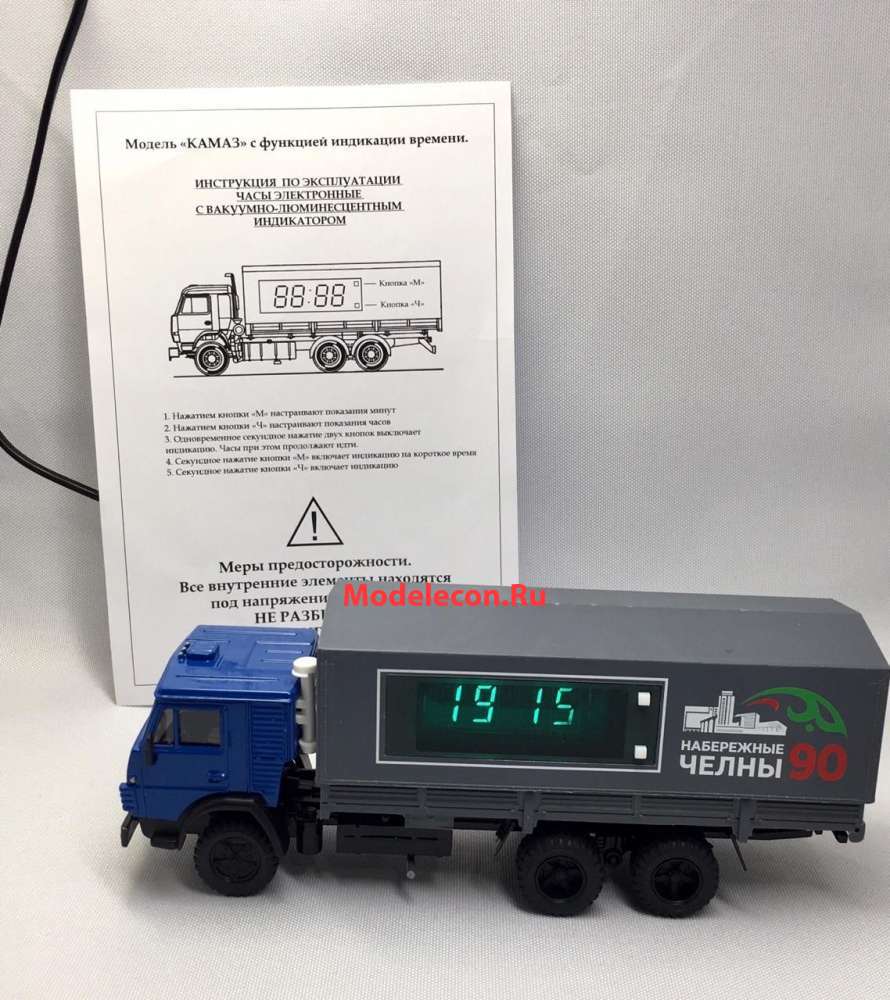 Модель «КАМАЗ» с функцией индикации времени.
ИНСТРУКЦИЯ ПО ЭКСПЛУАТАЦИИ
ЧАСЫ ЭЛЕКТРОННЫЕ
С ВАКУУМНО-ЛЮМИНЕСЦЕНТНЫМ
ИНДИКАТОРОМ
88:88
Кнопка «М»
Кнопка «Ч»
1. Нажатием кнопки «М» настраивают показания минут
2. Нажатием кнопки «Ч» настраивают показания часов
3. Одновременное секундное нажатие двух кнопок выключает
индикацию. Часы при этом продолжают идти.
4. Секундное нажатие кнопки «М» включает индикацию на короткое время
5. Секундное нажатие кнопки «Ч» включает индикацию
Меры предосторожности.
Все внутренние элементы находятся
под
НЕ
Modelecon.Ru
19 15
НАБЕРЕЖНЫЕ
ЧЕЛНЫ 90